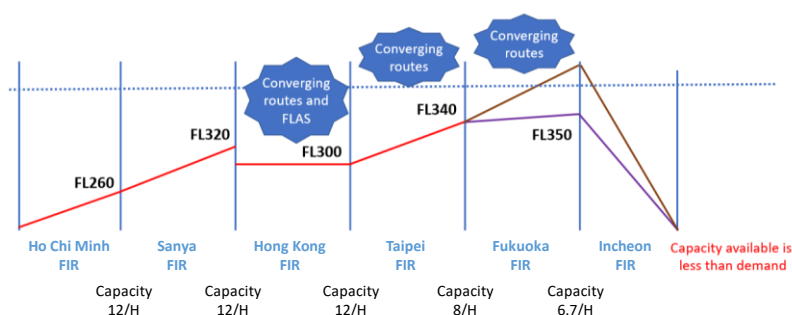 Converging
routes
Converging
routes
Converging
routes and
FLAS
FL340
FL320
FL350
FL300
FL260
Ho Chi Minh
FIR
Sanya
FIR
Hong Kong
FIR
Taipei
FIR
Fukuoka
FIR
Incheon
FIR
Capacity available is
less than demand
Capacity
12/H
Capacity
12/H
Capacity
12/H
Capacity
8/H
Capacity
6.7/H